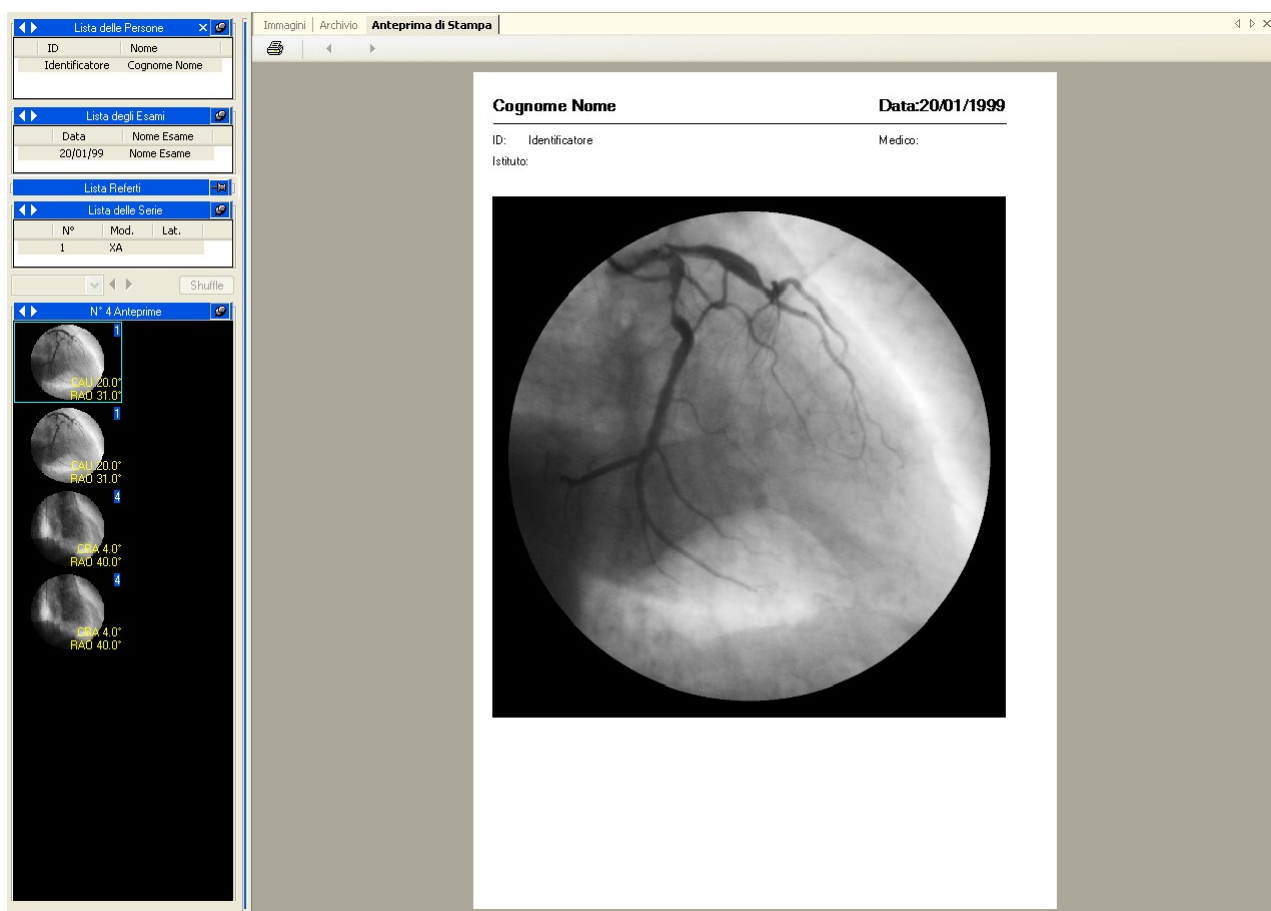 Lista delle Persone
ID Nome
Identificatore Cognome Nome
Lista degli Esami
Data Nome Esame
20/01/99 Nome Esame
Lista Referti
Lista delle Serie
N° Mod. Lat.
1 XA
Shuffle
N° 4 Anteprime
1
CAU 20.0°
RAO 31.0°
1
CAU 20.0°
RAO 31.0°
4
CRA 4.0°
RAO 40.0°
4
CRA 4.0°
RAO 40.0°
Immagini Archivio Anteprima di Stampa
Cognome Nome Data:20/01/1999
ID: Identificatore Medico:
Istituto: